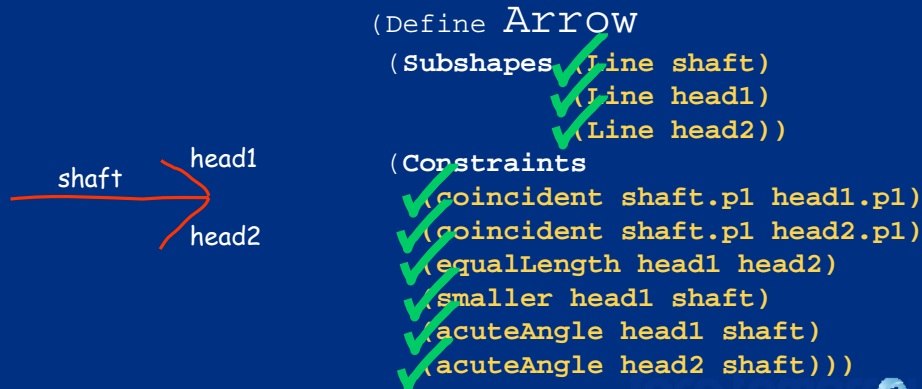 (Define Arrow
(Subshapes (Line shaft)
(Line head1)
(Line head2))
(Constraints
(coincident shaft.p1 head1.p1)
(coincident shaft.p1 head2.p1)
(equalLength head1 head2)
(smaller head1 shaft)
(acuteAngle head1 shaft)
(acuteAngle head2 shaft)))
head1
shaft
head2